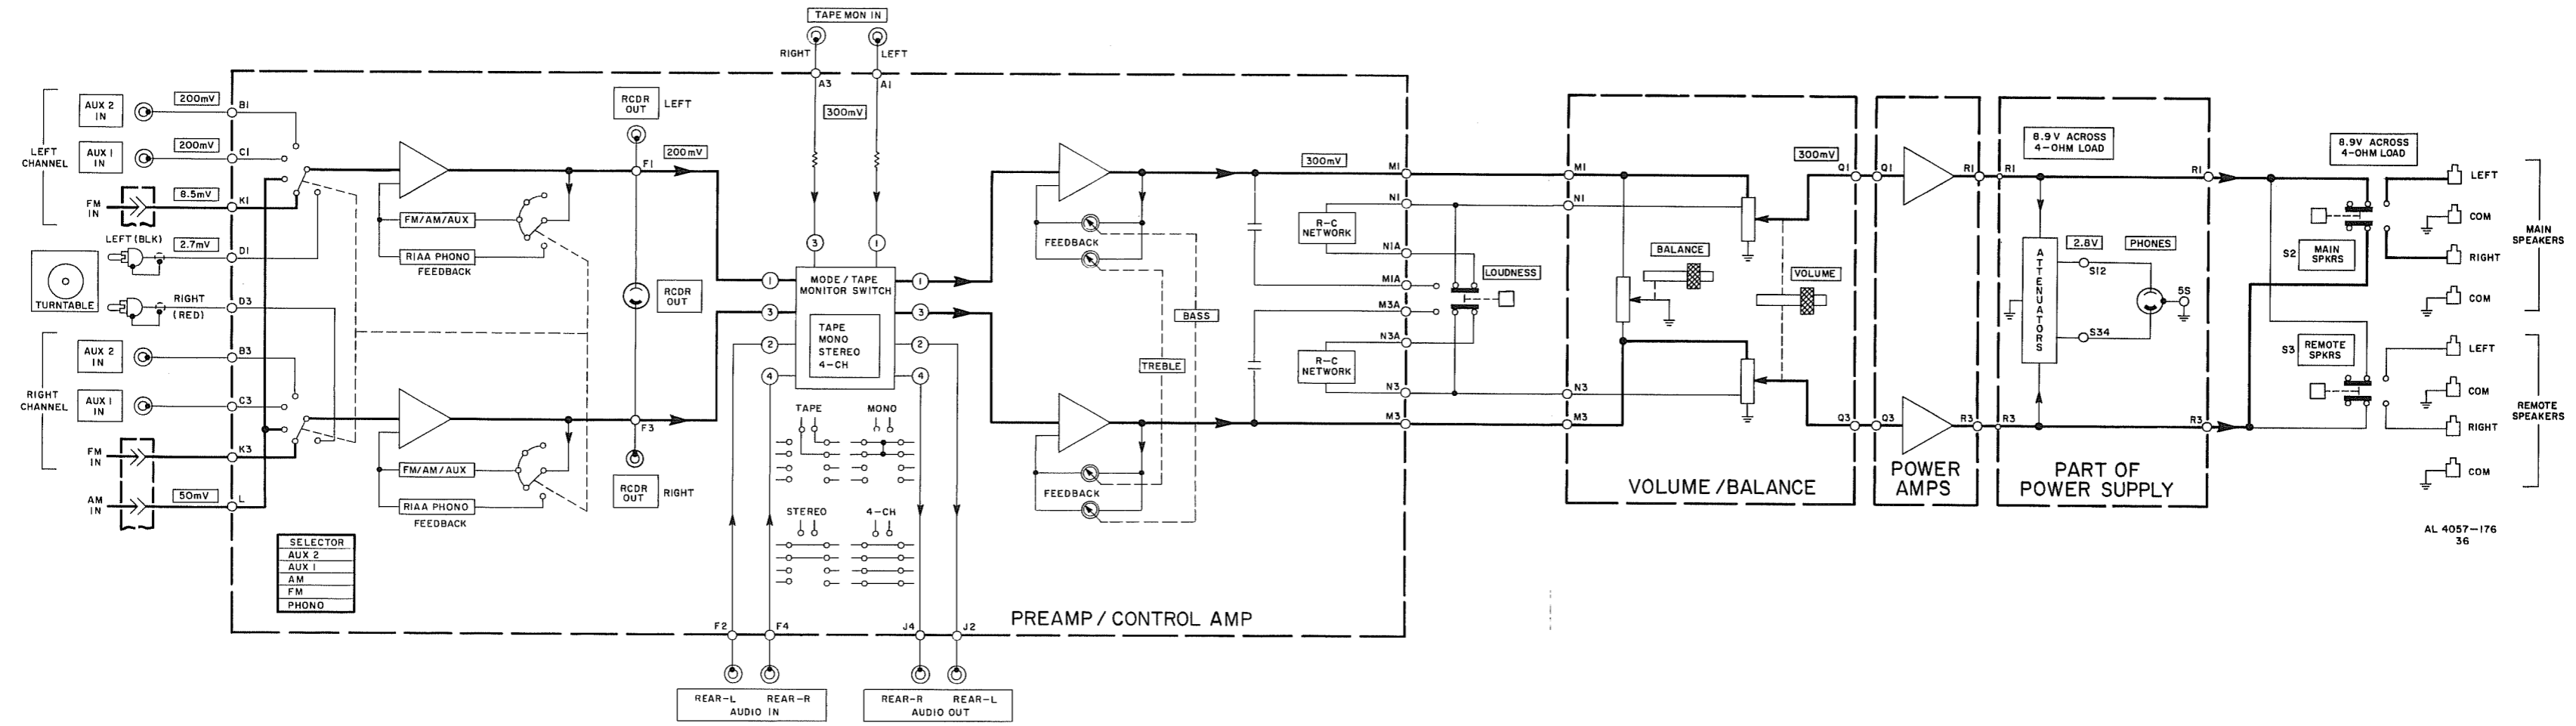 TAPE MON IN
RIGHT
LEFT
A3
A1
300mV
LEFT CHANNEL
AUX 2 IN
200mV
B1
AUX 1 IN
200mV
C1
FM IN
8.5mV
K1
LEFT (BLK)
2.7mV
D1
TURNTABLE
RIGHT (RED)
D3
RIGHT CHANNEL
AUX 2 IN
B3
AUX 1 IN
C3
FM IN
K3
AM IN
50mV
L
SELECTOR
AUX 2
AUX 1
AM
FM
PHONO
FM/AM/AUX
RIAA PHONO
FEEDBACK
FM/AM/AUX
RIAA PHONO
FEEDBACK
RCDR OUT
LEFT
F1
200mV
RCDR OUT
F3
RCDR OUT
RIGHT
3
1
1
3
2
4
MODE / TAPE
MONITOR SWITCH
TAPE
MONO
STEREO
4-CH
1
3
2
4
TAPE
MONO
STEREO
4-CH
F2
F4
J4
J2
REAR-L
REAR-R
AUDIO IN
REAR-R
REAR-L
AUDIO OUT
FEEDBACK
BASS
TREBLE
FEEDBACK
PREAMP / CONTROL AMP
300mV
M1
N1
R-C NETWORK
N1A
M1A
M3A
N3A
R-C NETWORK
N3
M3
LOUDNESS
M1
N1
N3
M3
BALANCE
VOLUME
300mV
Q1
Q3
VOLUME / BALANCE
Q1
R1
Q3
R3
POWER AMPS
8.9V ACROSS
4-OHM LOAD
R1
R1
ATTENUATORS
2.8V
PHONES
S12
5S
S34
R3
R3
PART OF
POWER SUPPLY
8.9V ACROSS
4-OHM LOAD
S2
MAIN SPKRS
S3
REMOTE SPKRS
LEFT
COM
RIGHT
COM
MAIN SPEAKERS
LEFT
COM
RIGHT
COM
REMOTE SPEAKERS
AL 4057-176
36